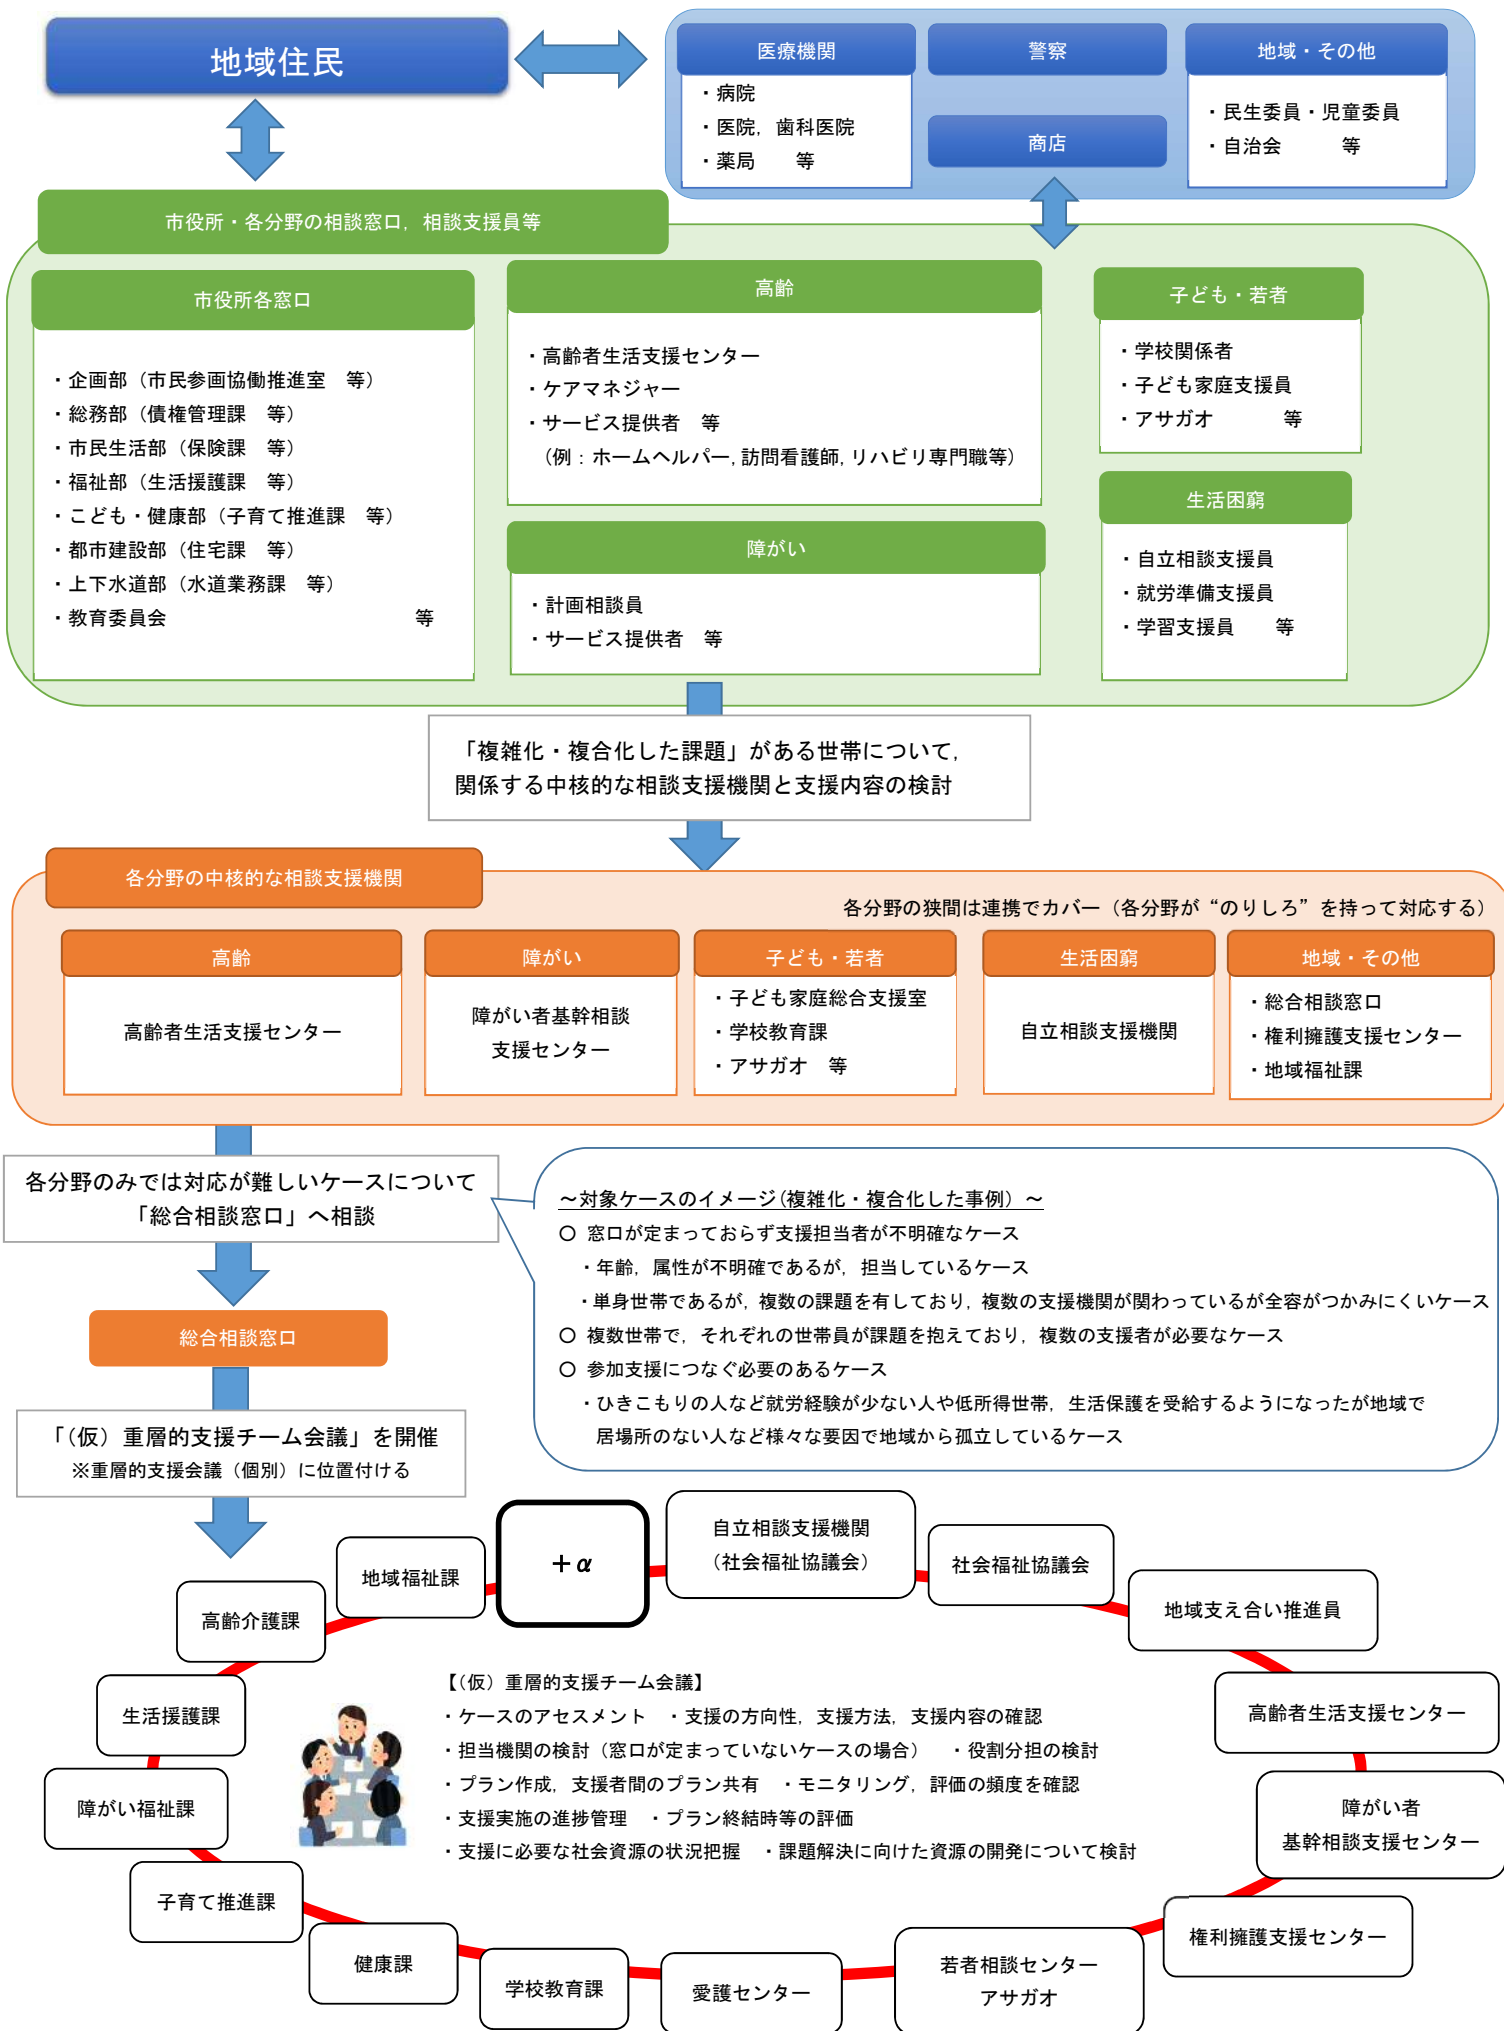 地域住民
医療機関
・病院
・医院，歯科医院
・薬局　等
警察
商店
地域・その他
・民生委員・児童委員
・自治会　等
市役所・各分野の相談窓口，相談支援員等
市役所各窓口
・企画部（市民参画協働推進室　等）
・総務部（債権管理課　等）
・市民生活部（保険課　等）
・福祉部（生活援護課　等）
・こども・健康部（子育て推進課　等）
・都市建設部（住宅課　等）
・上下水道部（水道業務課　等）
・教育委員会　等
高齢
・高齢者生活支援センター
・ケアマネジャー
・サービス提供者　等
（例：ホームヘルパー，訪問看護師，リハビリ専門職等）
障がい
・計画相談員
・サービス提供者　等
子ども・若者
・学校関係者
・子ども家庭支援員
・アサガオ　等
生活困窮
・自立相談支援員
・就労準備支援員
・学習支援員　等
「複雑化・複合化した課題」がある世帯について，
関係する中核的な相談支援機関と支援内容の検討
各分野の中核的な相談支援機関
各分野の狭間は連携でカバー（各分野が“のりしろ”を持って対応する）
高齢
高齢者生活支援センター
障がい
障がい者基幹相談
支援センター
子ども・若者
・子ども家庭総合支援室
・学校教育課
・アサガオ　等
生活困窮
自立相談支援機関
地域・その他
・総合相談窓口
・権利擁護支援センター
・地域福祉課
各分野のみでは対応が難しいケースについて
「総合相談窓口」へ相談
～対象ケースのイメージ（複雑化・複合化した事例）～
○ 窓口が定まっておらず支援担当者が不明確なケース
・年齢，属性が不明確であるが，担当しているケース
・単身世帯であるが，複数の課題を有しており，複数の支援機関が関わっているが全容がつかみにくいケース
○ 複数世帯で，それぞれの世帯員が課題を抱えており，複数の支援者が必要なケース
○ 参加支援につなぐ必要のあるケース
・ひきこもりの人など就労経験が少ない人や低所得世帯，生活保護を受給するようになったが地域で
居場所のない人など様々な要因で地域から孤立しているケース
総合相談窓口
「（仮）重層的支援チーム会議」を開催
※重層的支援会議（個別）に位置付ける
＋α
自立相談支援機関
（社会福祉協議会）
社会福祉協議会
地域支え合い推進員
高齢者生活支援センター
障がい者
基幹相談支援センター
権利擁護支援センター
若者相談センター
アサガオ
愛護センター
学校教育課
健康課
子育て推進課
障がい福祉課
生活援護課
高齢介護課
地域福祉課
【（仮）重層的支援チーム会議】
・ケースのアセスメント　・支援の方向性，支援方法，支援内容の確認
・担当機関の検討（窓口が定まっていないケースの場合）　・役割分担の検討
・プラン作成，支援者間のプラン共有　・モニタリング，評価の頻度を確認
・支援実施の進捗管理　・プラン終結時等の評価
・支援に必要な社会資源の状況把握　・課題解決に向けた資源の開発について検討